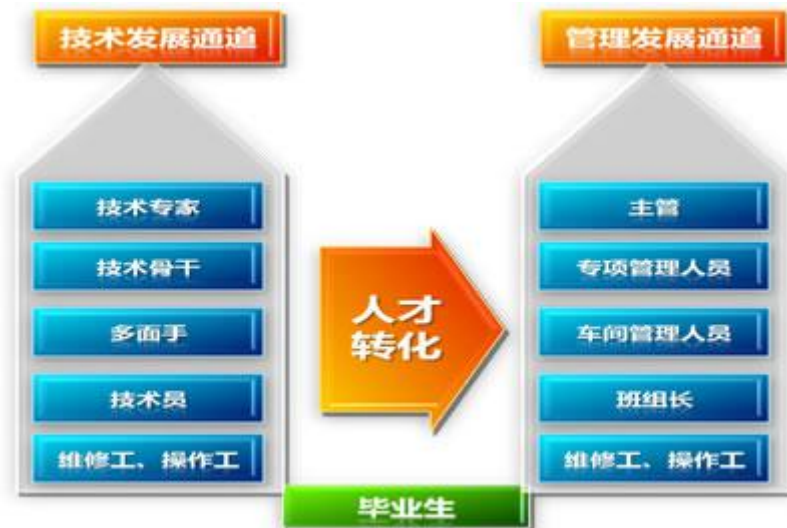 技术发展通道
技术专家
技术骨干
多面手
技术员
维修工、操作工
人才
转化
管理发展通道
主管
专项管理人员
车间管理人员
班组长
维修工、操作工
毕业生